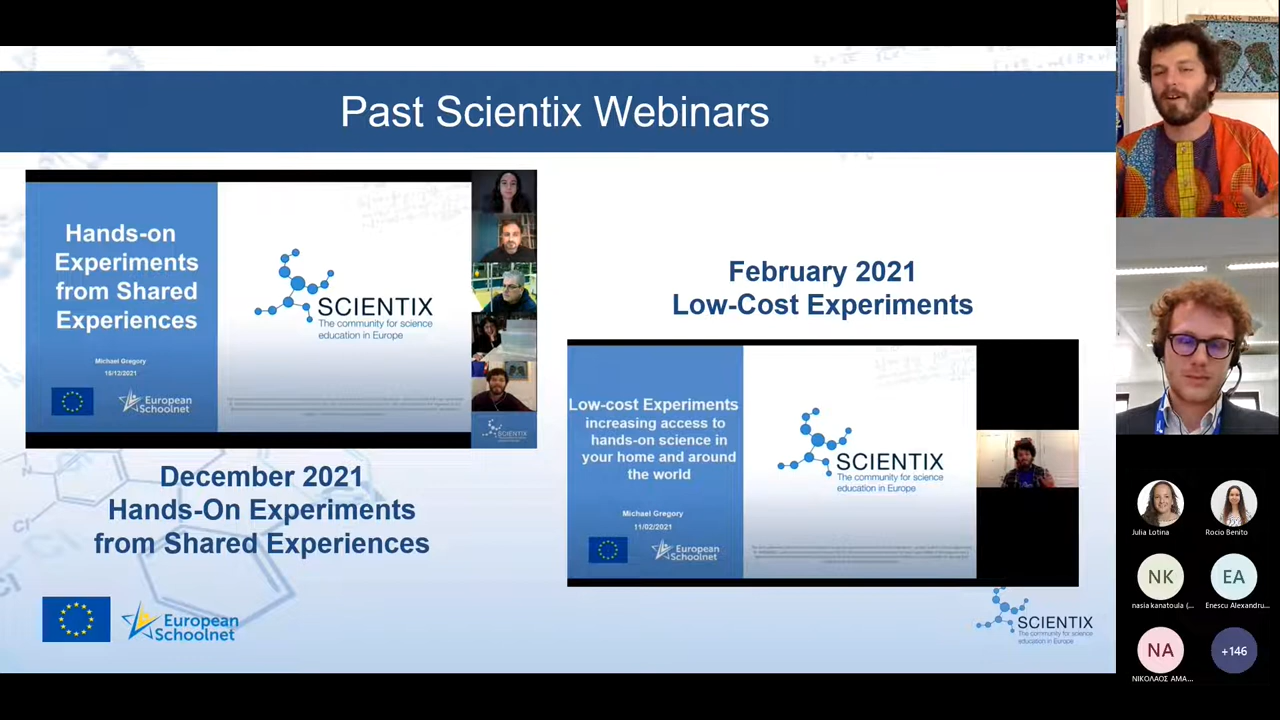 Past Scientix Webinars
Hands-on
Experiments
from Shared
Experiences
Michael Gregory
15/12/2021
European
Schoolnet
SCIENTIX
The community for science
education in Europe
December 2021
Hands-On Experiments
from Shared Experiences
February 2021
Low-Cost Experiments
Low-cost Experiments
increasing access to
hands-on science in
your home and around
the world
Michael Gregory
11/02/2021
European
Schoolnet
SCIENTIX
The community for science
education in Europe
European
Schoolnet
SCIENTIX
The community for science
education in Europe
Julia Lotina
Rocio Benito
NK
nasia kanatoula (...
EA
Enescu Alexandru...
NA
ΝΙΚΟΛΑΟΣ ΑΜΑ...
+146